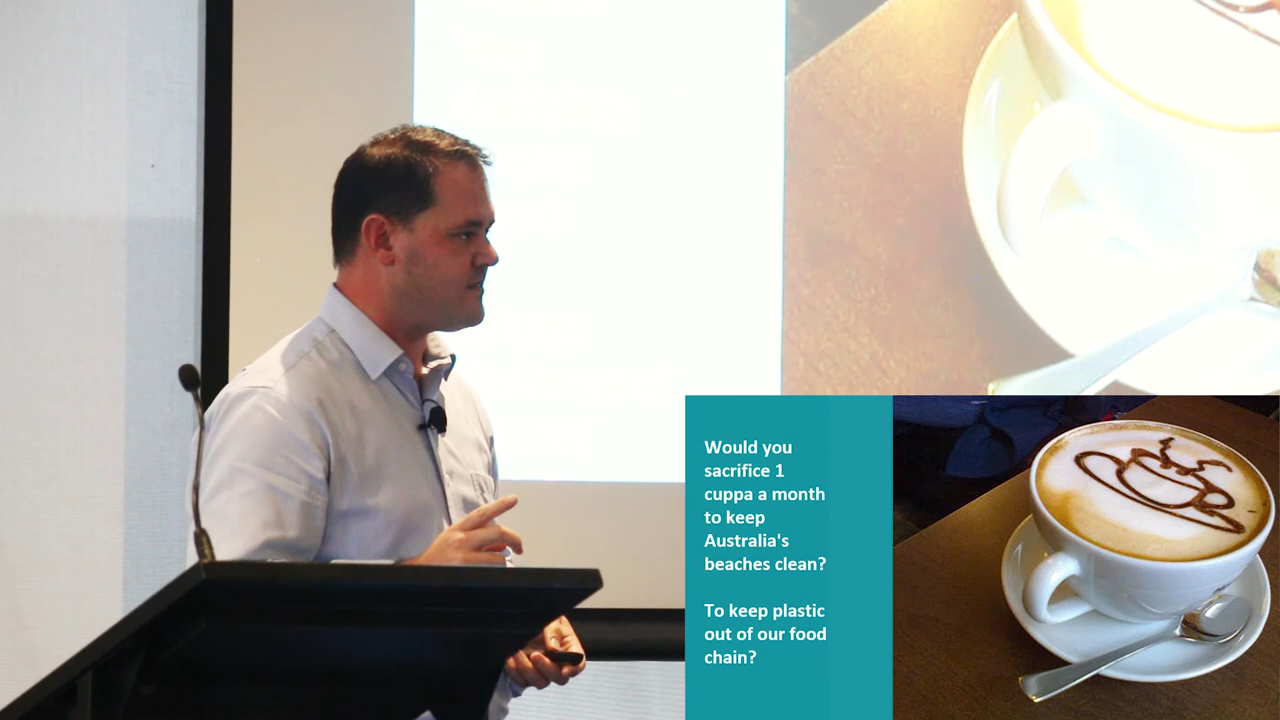 Would you
sacrifice 1
cuppa a month
to keep
Australia's
beaches clean?
To keep plastic
out of our food
chain?